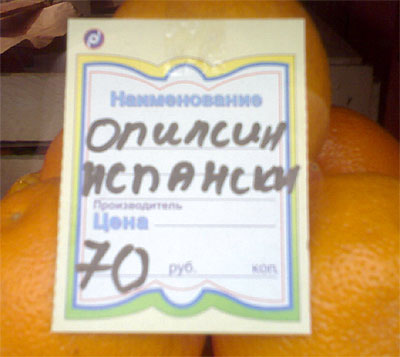 Наименование
ОПИЛСИН
ИСПАНСКИ
Производитель
Цена
70 руб. коп.